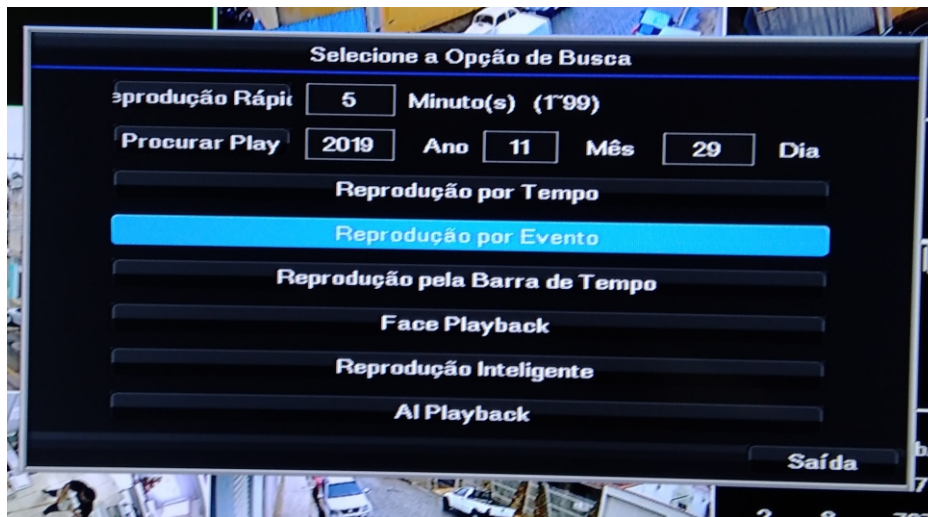 Selecione a Opção de Busca
eprodução Rápid 5 Minuto(s) (1~99)
Procurar Play 2019 Ano 11 Mês 29 Dia
Reprodução por Tempo
Reprodução por Evento
Reprodução pela Barra de Tempo
Face Playback
Reprodução Inteligente
AI Playback
Saída